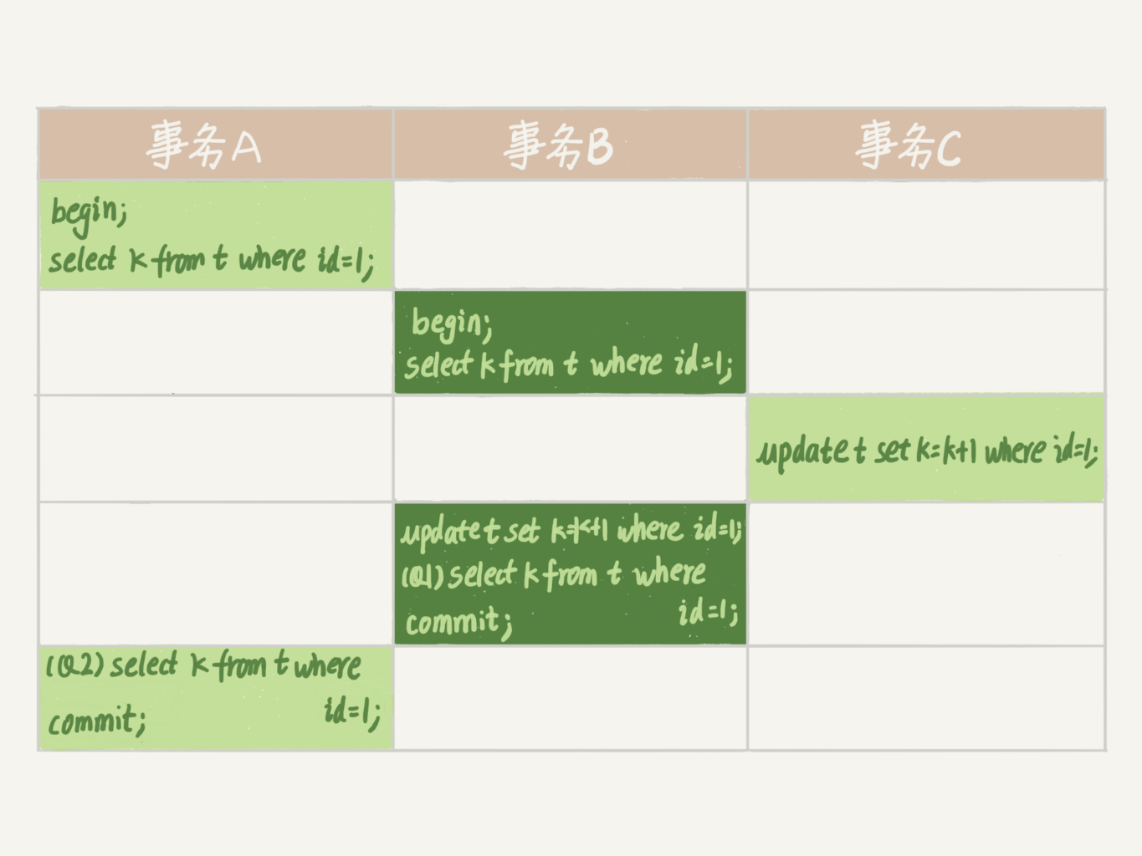 事务A
事务B
事务C
begin;
select k from t where id=1;
begin;
select k from t where id=1;
update t set k=k+1 where id=1;
update t set k=k+1 where id=1;
(Q1) select k from t where
id=1;
commit;
(Q2) select k from t where
id=1;
commit;